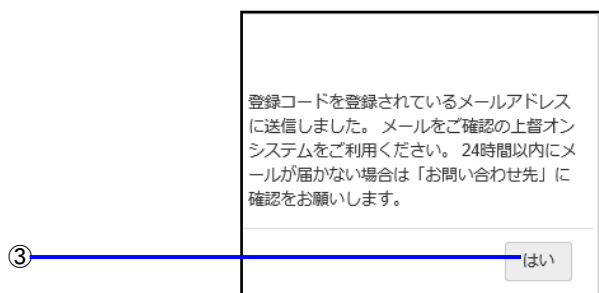 登録コードを登録されているメールアドレス
に送信しました。 メールをご確認の上督オン
システムをご利用ください。 24時間以内にメ
ールが届かない場合は「お問い合わせ先」に
確認をお願いします。
③
はい